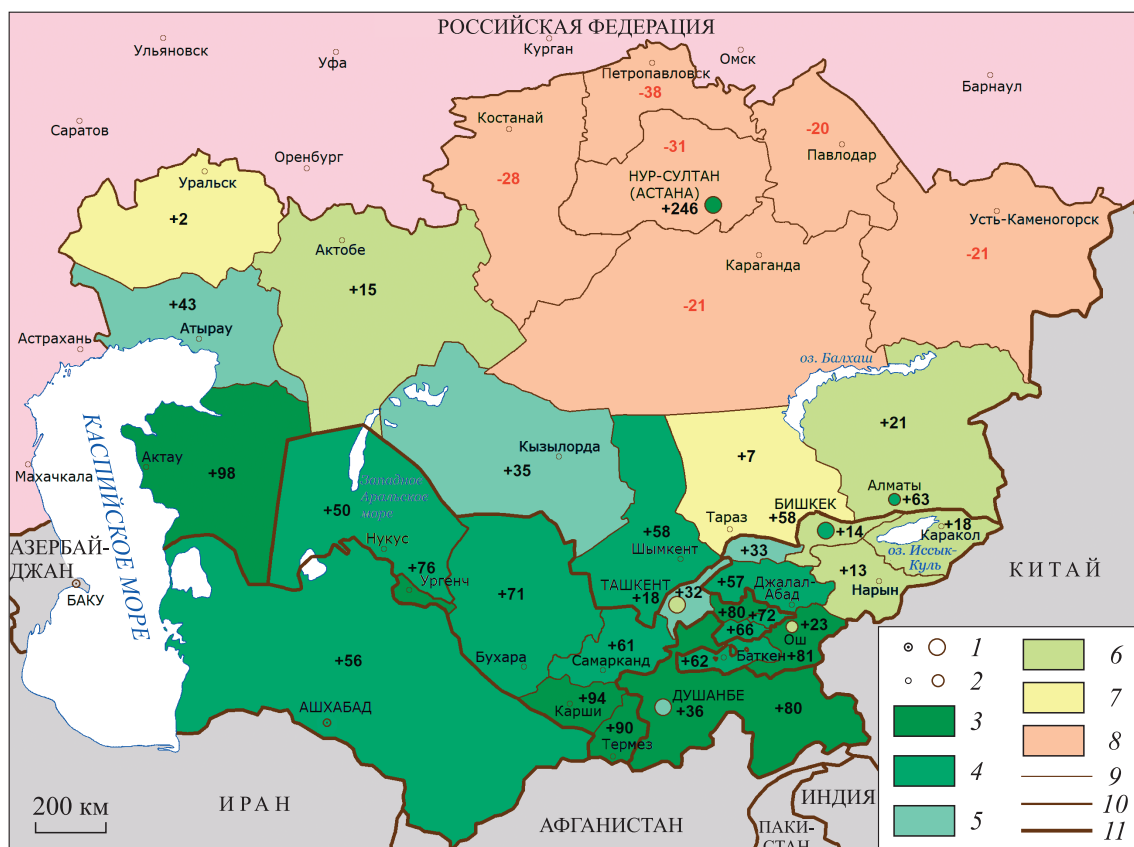 РОССИЙСКАЯ ФЕДЕРАЦИЯ
Ульяновск
Уфа
Курган
Омск
Петропавловск
-38
Барнаул
Саратов
Костанай
-20
-31
Павлодар
Оренбург
Уральск
-28
НУР-СУЛТАН
(АСТАНА)
+246
+2
Усть-Каменогорск
Актобе
-21
Караганда
+15
+43
-21
Атырау
Астрахань
оз. Балхаш
КАСПИЙСКОЕ МОРЕ
+21
Кызылорда
+7
+98
+35
Актау
Махачкала
Западное
Аральское
море
Алматы
+63
БИШКЕК
+50
+58
+18
Тараз
+58
+14
Каракол
Нукус
Шымкент
оз. Иссык-
Куль
АЗЕРБАЙ-
ДЖАН
+33
+76
Ургенч
+13
Нарын
КИТАЙ
БАКУ
ТАШКЕНТ
+18
+32
+57
Джалал-
Абад
+71
+80
+72
+23
+66
Ош
+61
+56
Бухара
Самарканд
+62
Баткен
+81
+94
Карши
ДУШАНБЕ
+36
+80
АШХАБАД
+90
Термез
1
2
3
4
5
6
7
8
9
10
11
200 км
ИРАН
АФГАНИСТАН
ИНДИЯ
ПАКИ-
СТАН